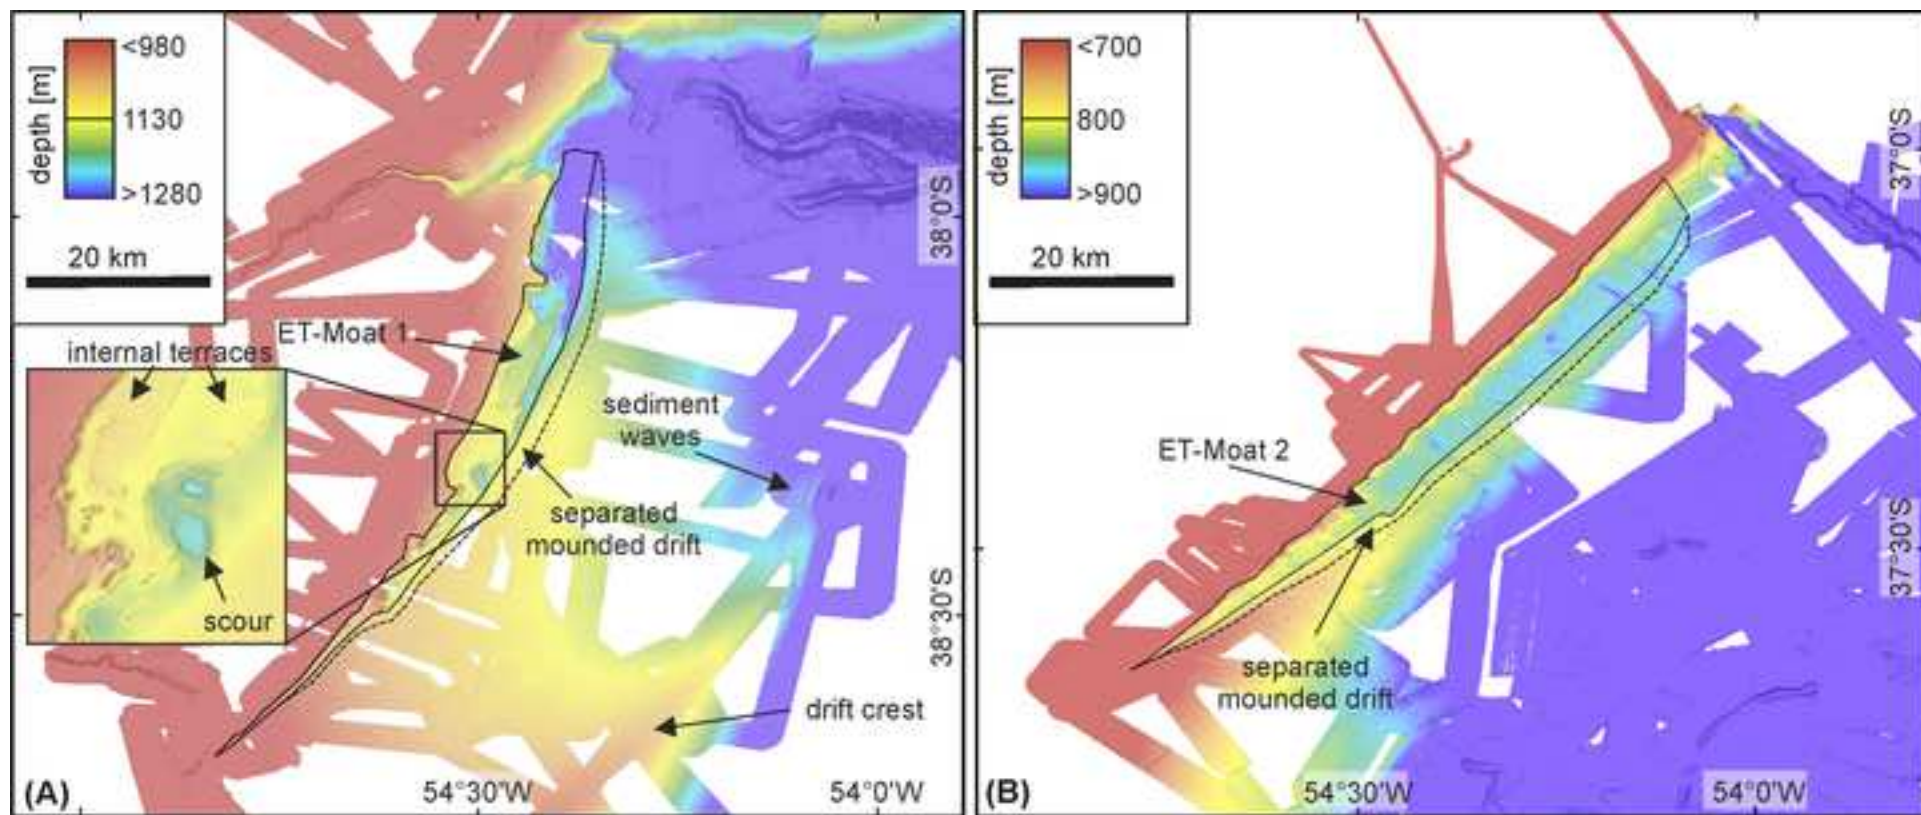 depth [m]
<980
1130
>1280
20 km
ET-Moat 1
internal terraces
scour
sediment
waves
separated
mounded drift
drift crest
38°0'S
38°30'S
54°30'W
54°0'W
(A)
depth [m]
<700
800
>900
20 km
ET-Moat 2
separated
mounded drift
37°0'S
37°30'S
54°30'W
54°0'W
(B)